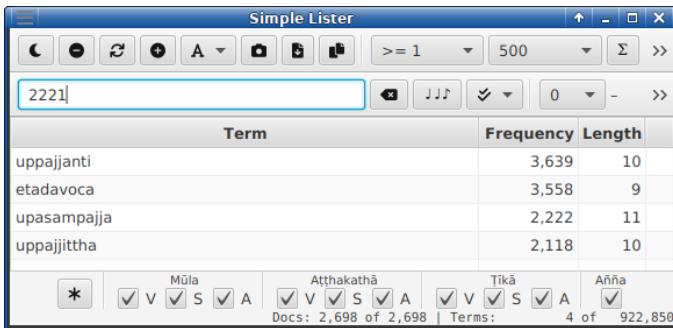 Simple Lister
A >= 1 500 Σ >>
2221 ♩♩♪ 0 – >>
Term Frequency Length
uppajjanti 3,639 10
etadavoca 3,558 9
upasampajja 2,222 11
uppajjittha 2,118 10
Mūla Aṭṭhakathā Ṭīkā Añña
* V S A V S A V S A
Docs: 2,698 of 2,698 | Terms: 4 of 922,850